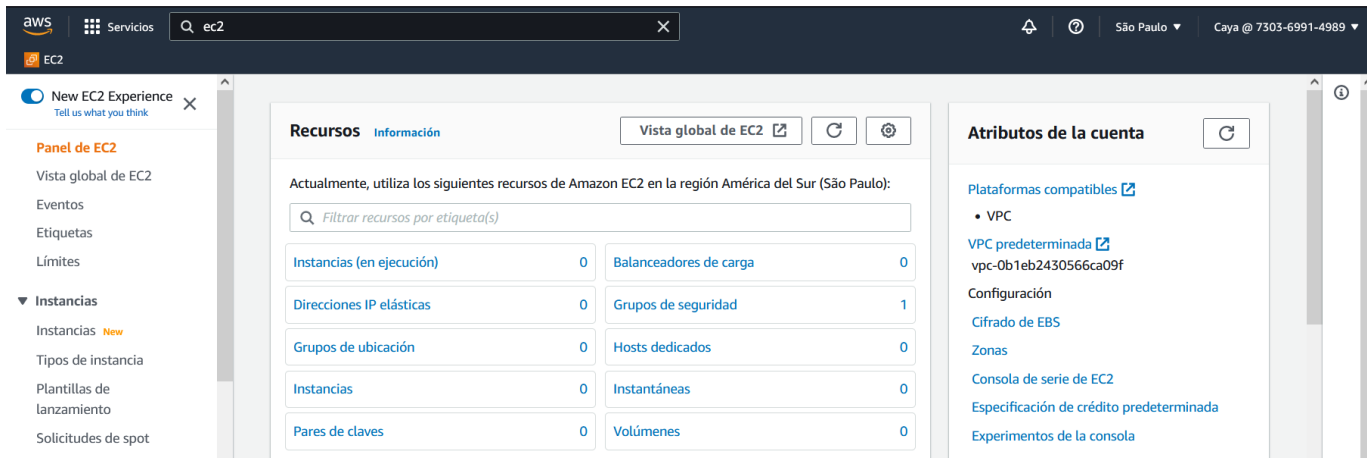 aws
Servicios
ec2
São Paulo
Caya @ 7303-6991-4989
EC2
New EC2 Experience
Tell us what you think
Panel de EC2
Vista global de EC2
Eventos
Etiquetas
Límites
Instancias
Instancias New
Tipos de instancia
Plantillas de
lanzamiento
Solicitudes de spot
Recursos Información
Vista global de EC2
Actualmente, utiliza los siguientes recursos de Amazon EC2 en la región América del Sur (São Paulo):
Filtrar recursos por etiqueta(s)
Instancias (en ejecución) 0
Balanceadores de carga 0
Direcciones IP elásticas 0
Grupos de seguridad 1
Grupos de ubicación 0
Hosts dedicados 0
Instancias 0
Instantáneas 0
Pares de claves 0
Volúmenes 0
Atributos de la cuenta
Plataformas compatibles
• VPC
VPC predeterminada
vpc-0b1eb2430566ca09f
Configuración
Cifrado de EBS
Zonas
Consola de serie de EC2
Especificación de crédito predeterminada
Experimentos de la consola